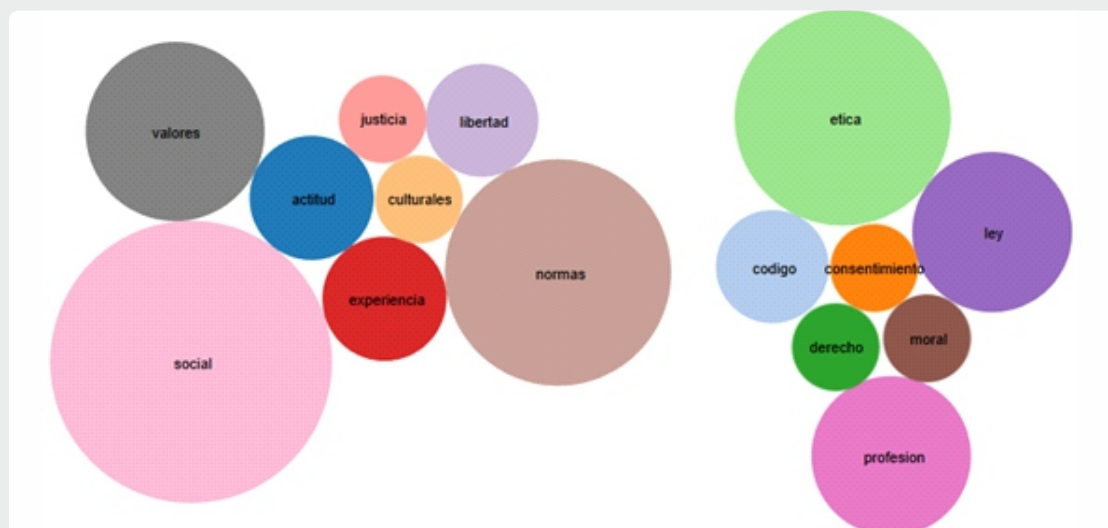 valores
justicia
libertad
actitud
culturales
experiencia
normas
social
etica
ley
codigo
consentimiento
derecho
moral
profesion